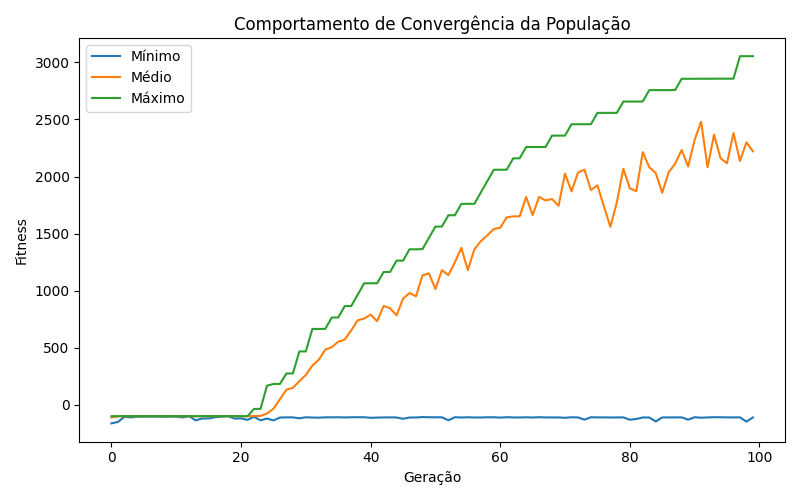 Comportamento de Convergência da População
Mínimo
Médio
Máximo
Fitness
3000
2500
2000
1500
1000
500
0
0 20 40 60 80 100
Geração